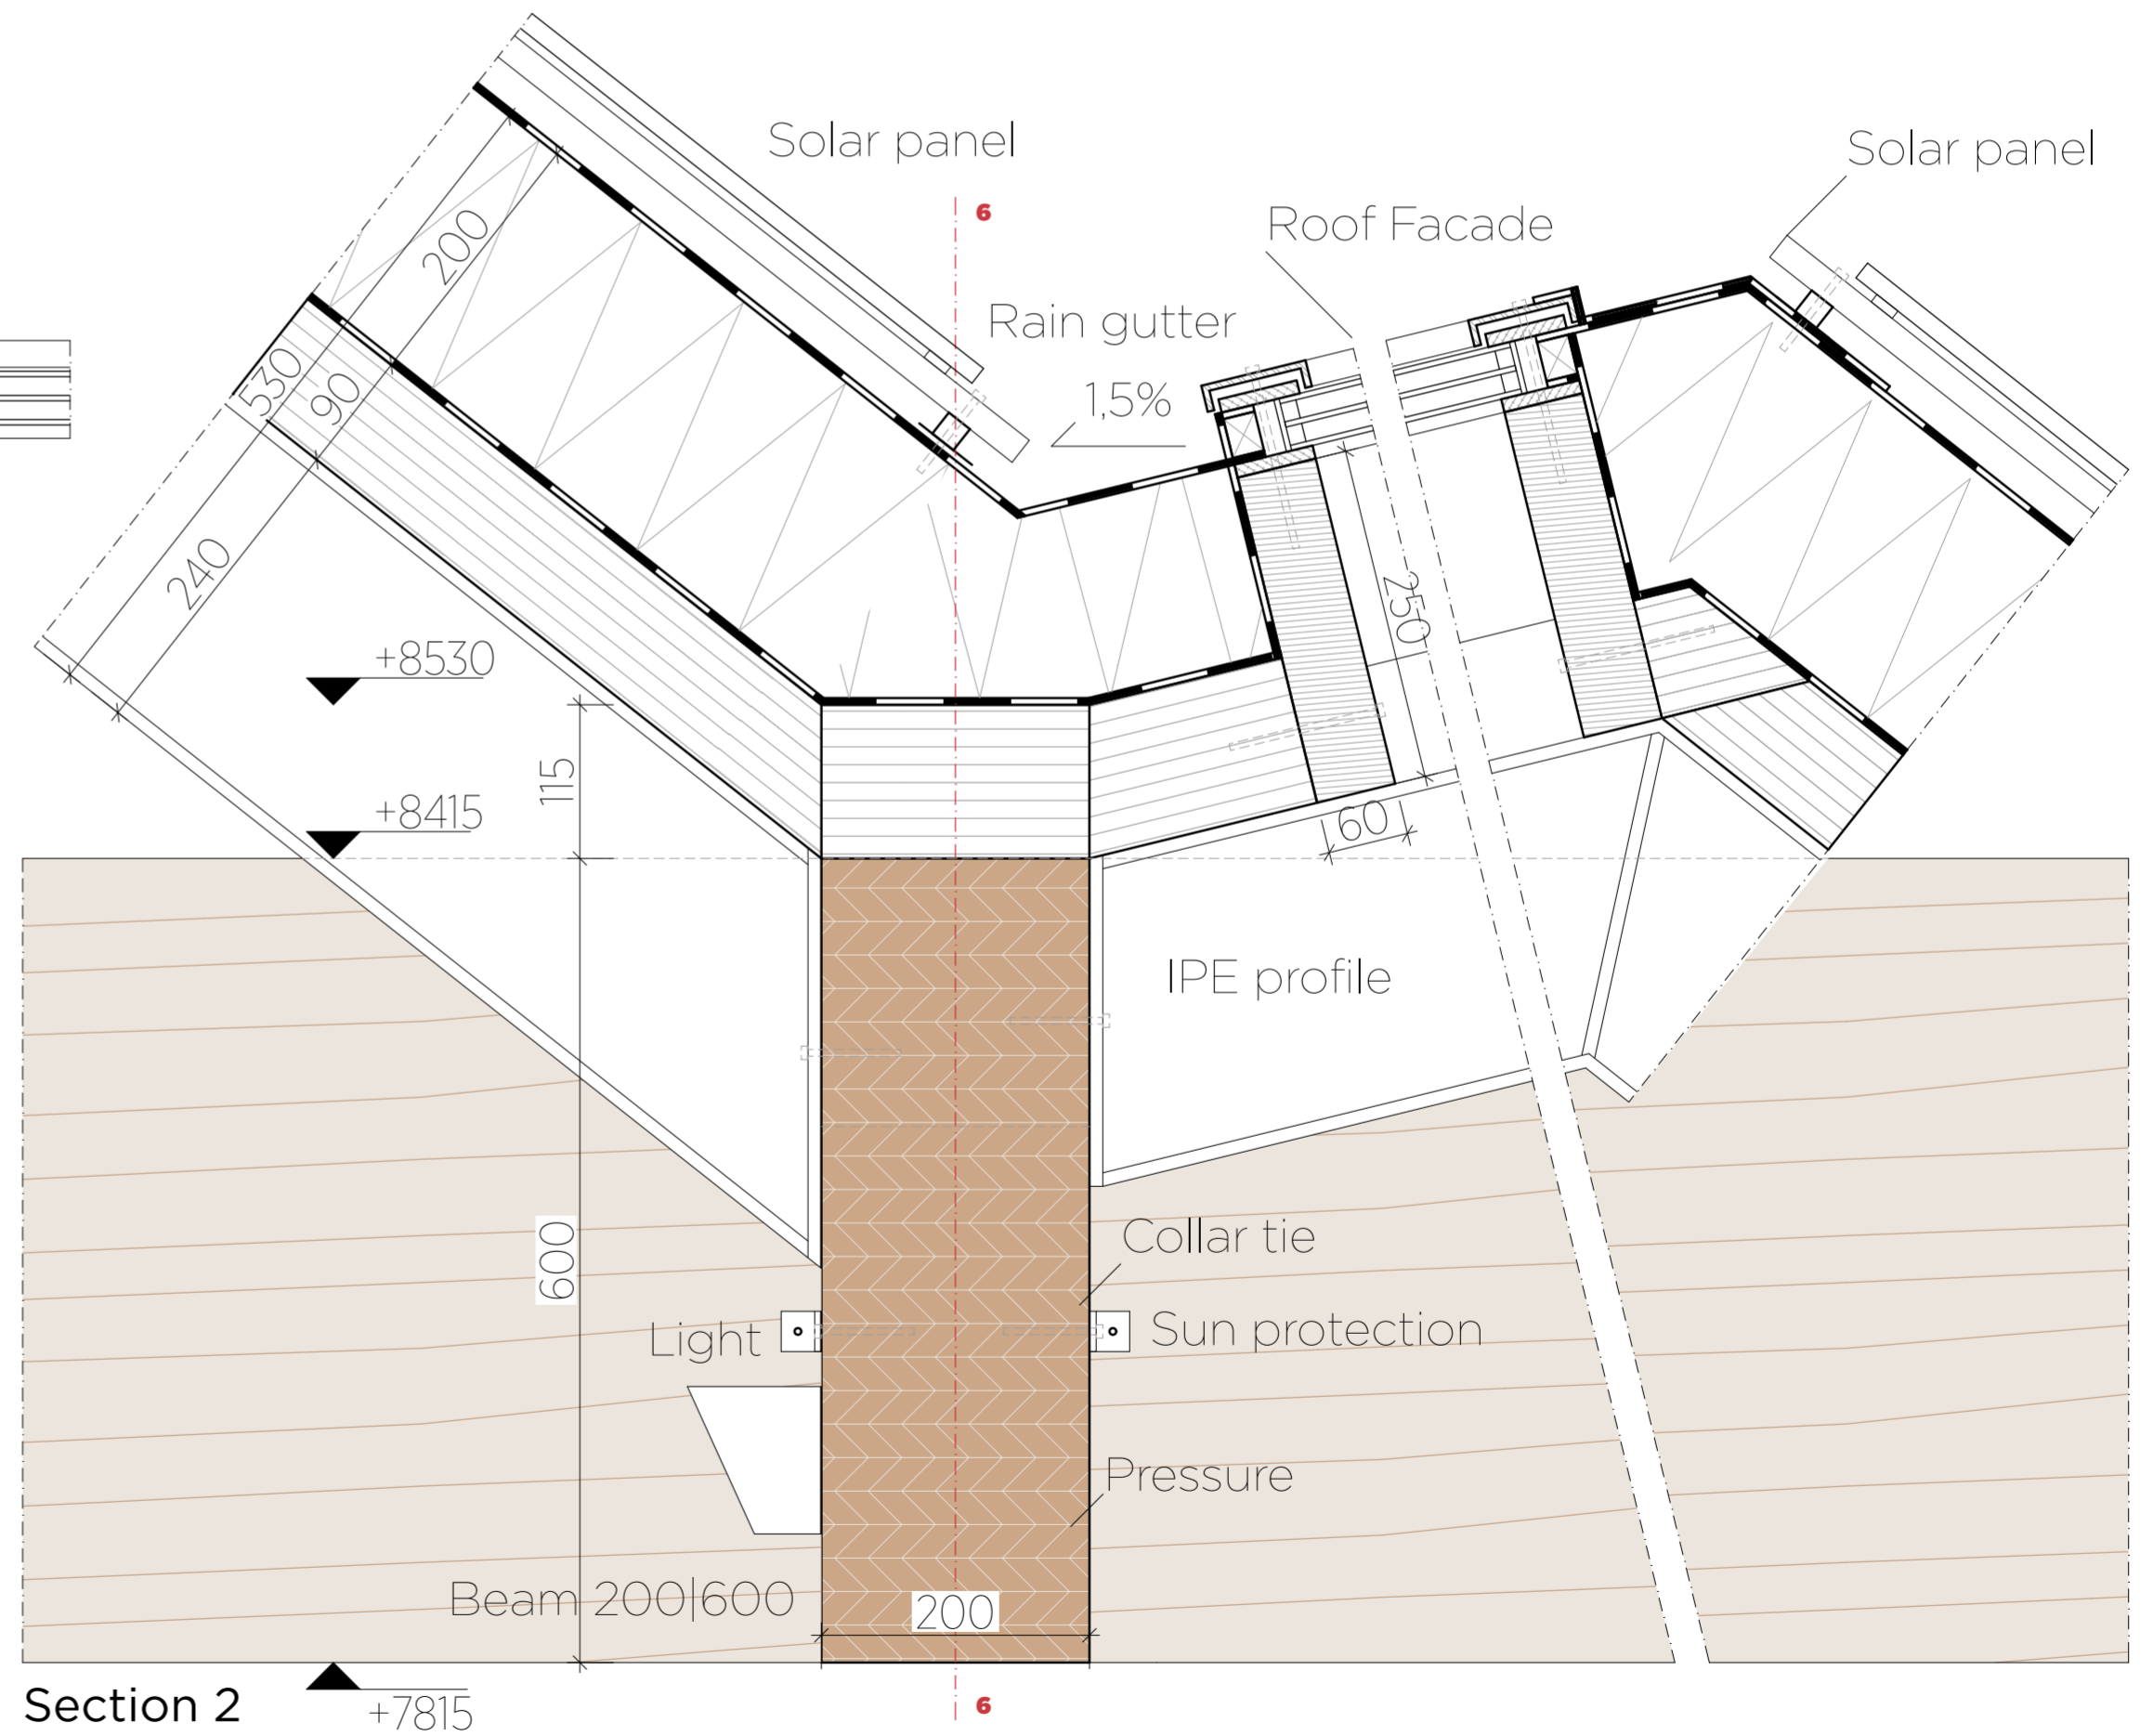 Solar panel
Solar panel
6
Roof Facade
200
Rain gutter
1,5%
530
90
240
250
+8530
115
+8415
60
IPE profile
600
Collar tie
Light
Sun protection
Pressure
Beam 200|600
200
Section 2
+7815
6